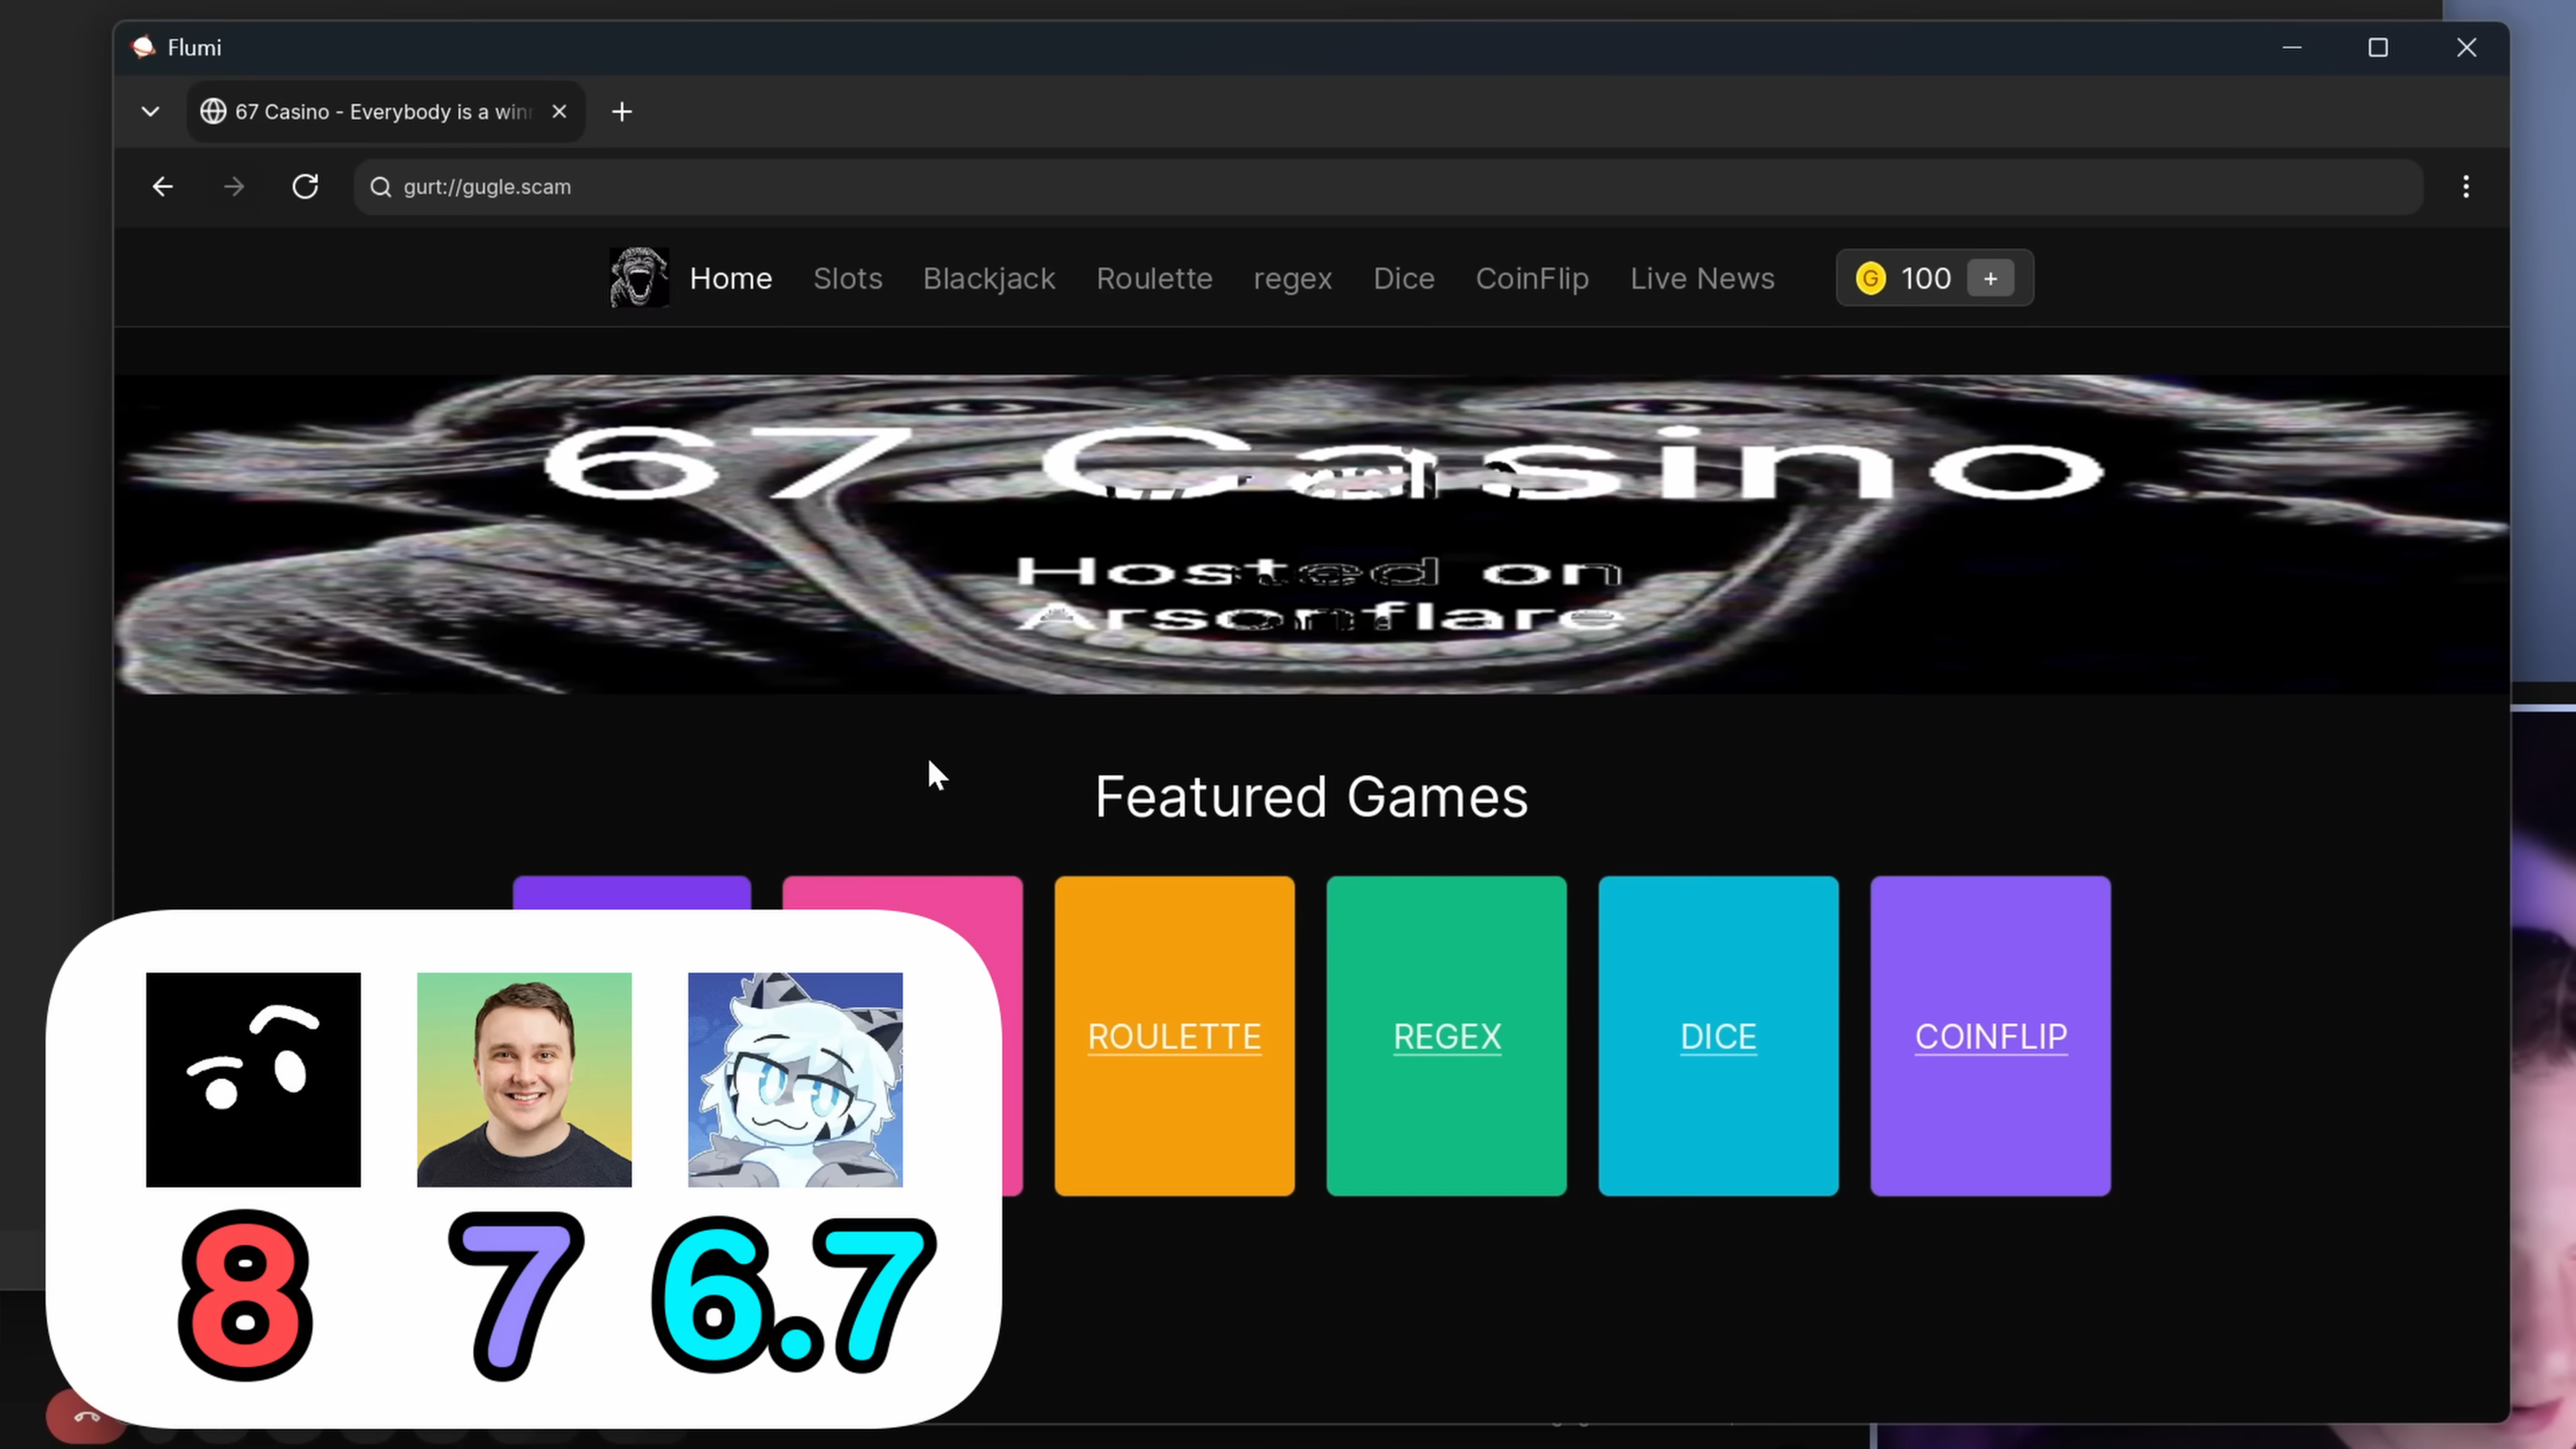 Flumi
67 Casino - Everybody is a win
gurt://gugle.scam
Home Slots Blackjack Roulette regex Dice CoinFlip Live News G 100 +
67 Casino
Hosted on
Arsonflare
Featured Games
ROULETTE REGEX DICE COINFLIP
8 7 6.7